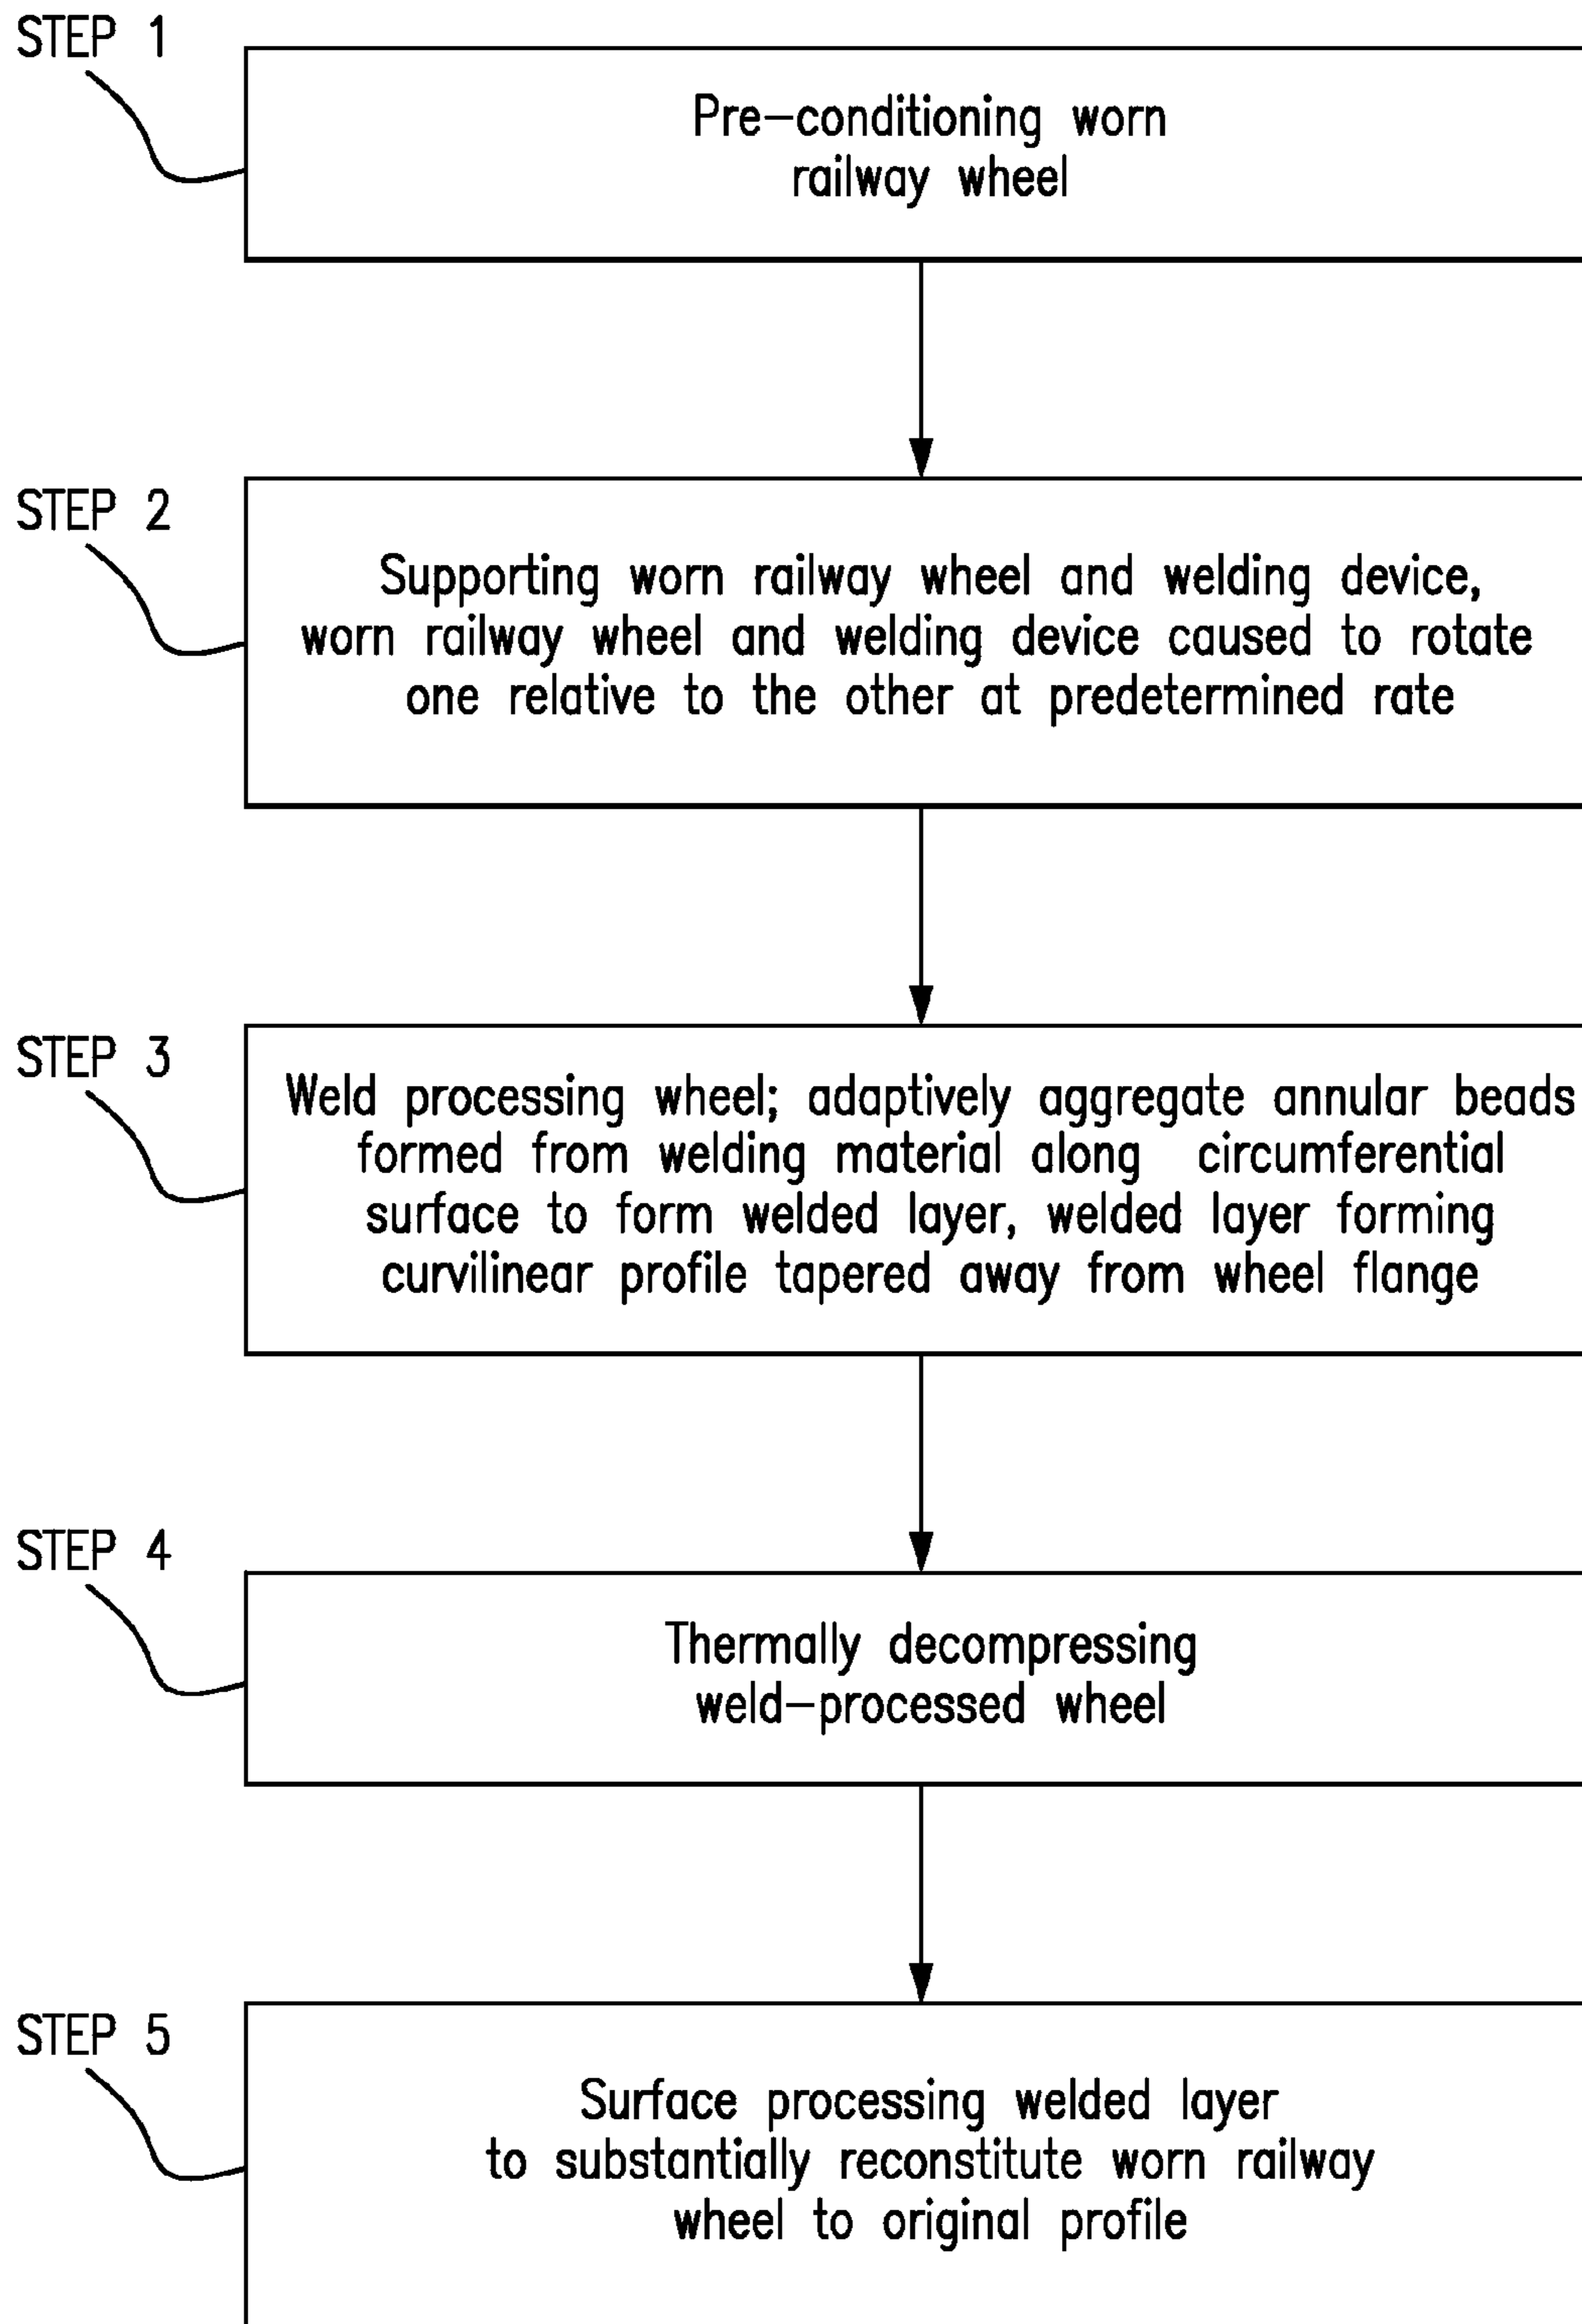 STEP 1
Pre-conditioning worn
railway wheel
STEP 2
Supporting worn railway wheel and welding device,
worn railway wheel and welding device caused to rotate
one relative to the other at predetermined rate
STEP 3
Weld processing wheel; adaptively aggregate annular beads
formed from welding material along circumferential
surface to form welded layer, welded layer forming
curvilinear profile tapered away from wheel flange
STEP 4
Thermally decompressing
weld-processed wheel
STEP 5
Surface processing welded layer
to substantially reconstitute worn railway
wheel to original profile